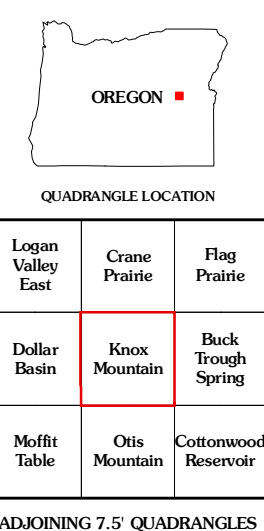 OREGON
QUADRANGLE LOCATION
Logan
Valley
East
Crane
Prairie
Flag
Prairie
Dollar
Basin
Knox
Mountain
Buck
Trough
Spring
Moffit
Table
Otis
Mountain
Cottonwood
Reservoir
ADJOINING 7.5' QUADRANGLES